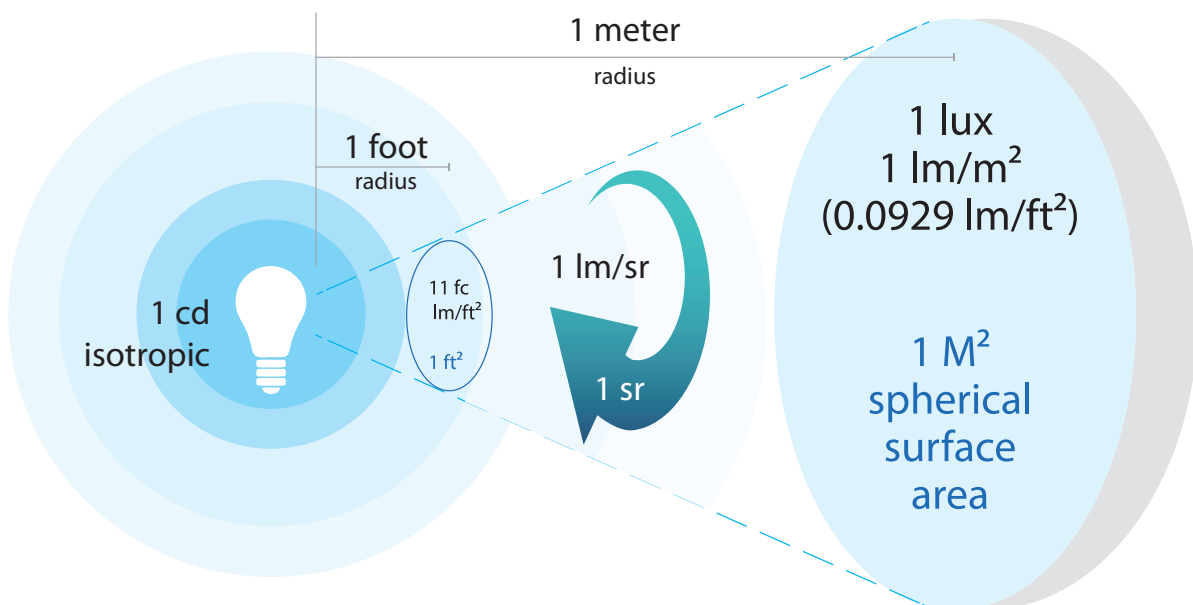 1 meter
radius
1 foot
radius
1 cd
isotropic
11 fc
lm/ft²
1 ft²
1 lm/sr
1 sr
1 lux
1 lm/m²
(0.0929 lm/ft²)
1 M²
spherical
surface
area